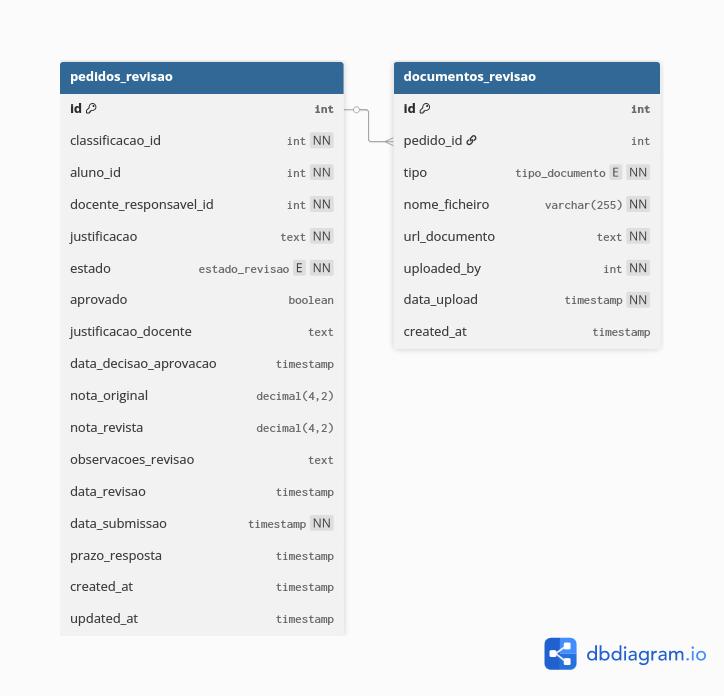 pedidos_revisao
id int
classificacao_id int NN
aluno_id int NN
docente_responsavel_id int NN
justificacao text NN
estado estado_revisao E NN
aprovado boolean
justificacao_docente text
data_decisao_aprovacao timestamp
nota_original decimal(4,2)
nota_revista decimal(4,2)
observacoes_revisao text
data_revisao timestamp
data_submissao timestamp NN
prazo_resposta timestamp
created_at timestamp
updated_at timestamp
documentos_revisao
id int
pedido_id int
tipo tipo_documento E NN
nome_ficheiro varchar(255) NN
url_documento text NN
uploaded_by int NN
data_upload timestamp NN
created_at timestamp
dbdiagram.io